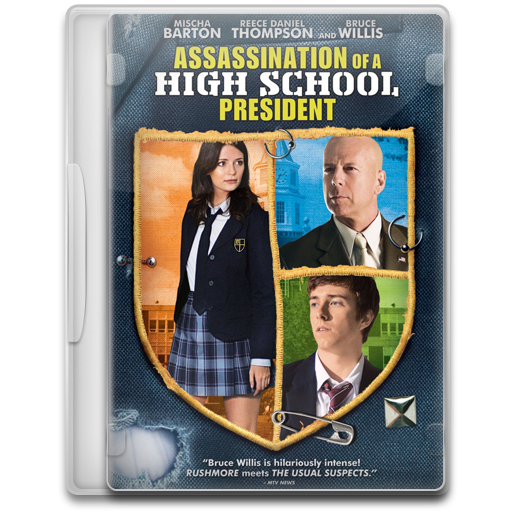 MISCHA REECE DANIEL BRUCE
BARTON THOMPSON AND WILLIS
ASSASSINATION OF A
HIGH SCHOOL
PRESIDENT
"Bruce Willis is hilariously intense!
RUSHMORE meets THE USUAL SUSPECTS."
- MTV NEWS